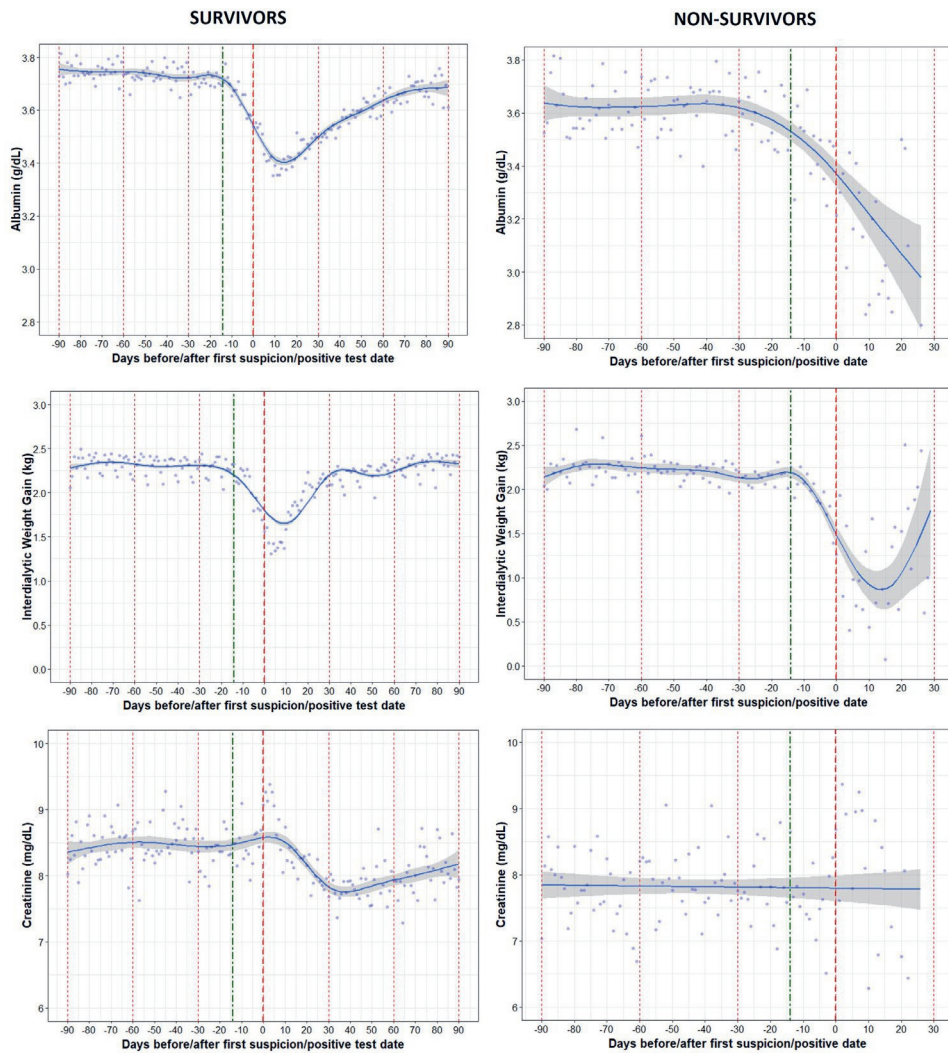 SURVIVORS
NON-SURVIVORS
3.8
3.6
3.4
3.2
3.0
2.8
Albumin (g/dL)
-90 -80 -70 -60 -50 -40 -30 -20 -10 0 10 20 30 40 50 60 70 80 90
Days before/after first suspicion/positive test date
3.8
3.6
3.4
3.2
3.0
2.8
Albumin (g/dL)
-90 -80 -70 -60 -50 -40 -30 -20 -10 0 10 20 30
Days before/after first suspicion/positive date
3.0
2.5
2.0
1.5
1.0
0.5
0.0
Interdialytic Weight Gain (kg)
-90 -80 -70 -60 -50 -40 -30 -20 -10 0 10 20 30 40 50 60 70 80 90
Days before/after first suspicion/positive test date
3.0
2.5
2.0
1.5
1.0
0.5
0.0
Interdialytic Weight Gain (kg)
-90 -80 -70 -60 -50 -40 -30 -20 -10 0 10 20 30
Days before/after first suspicion/positive date
10
9
8
7
6
Creatinine (mg/dL)
-90 -80 -70 -60 -50 -40 -30 -20 -10 0 10 20 30 40 50 60 70 80 90
Days before/after first suspicion/positive test date
10
9
8
7
6
Creatinine (mg/dL)
-90 -80 -70 -60 -50 -40 -30 -20 -10 0 10 20 30
Days before/after first suspicion/positive date